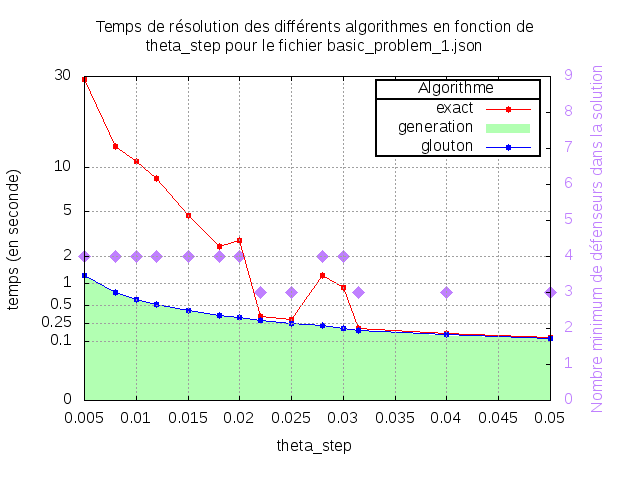 Temps de résolution des différents algorithmes en fonction de
theta_step pour le fichier basic_problem_1.json
Algorithme
exact
generation
glouton
temps (en seconde)
30
10
5
2
1
0.5
0.25
0.1
0
0.005 0.01 0.015 0.02 0.025 0.03 0.035 0.04 0.045 0.05
theta_step
9
8
7
6
5
4
3
2
1
0
Nombre minimum de défenseurs dans la solution